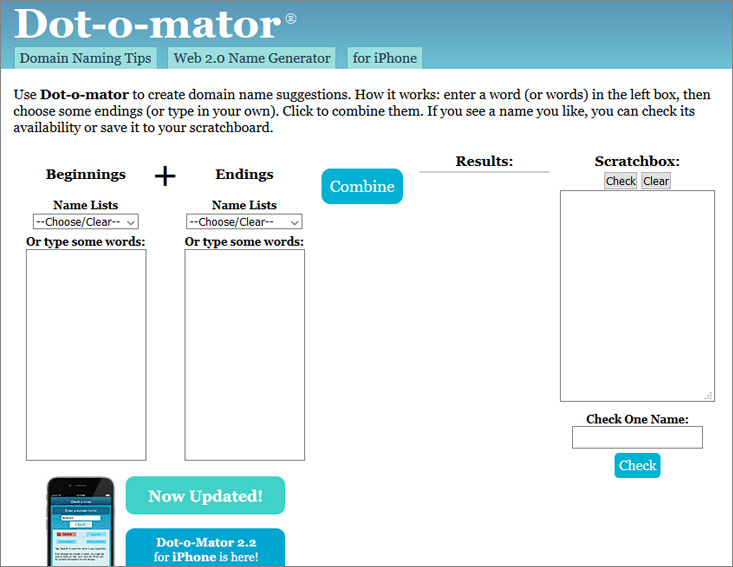 Dot-o-mator®
Domain Naming Tips
Web 2.0 Name Generator
for iPhone
Use Dot-o-mator to create domain name suggestions. How it works: enter a word (or words) in the left box, then
choose some endings (or type in your own). Click to combine them. If you see a name you like, you can check its
availability or save it to your scratchboard.
Beginnings
+
Endings
Combine
Results:
Scratchbox:
Check
Clear
Name Lists
--Choose/Clear--
Or type some words:
Name Lists
--Choose/Clear--
Or type some words:
Check One Name:
Check
Now Updated!
Dot-o-Mator 2.2
for iPhone is here!